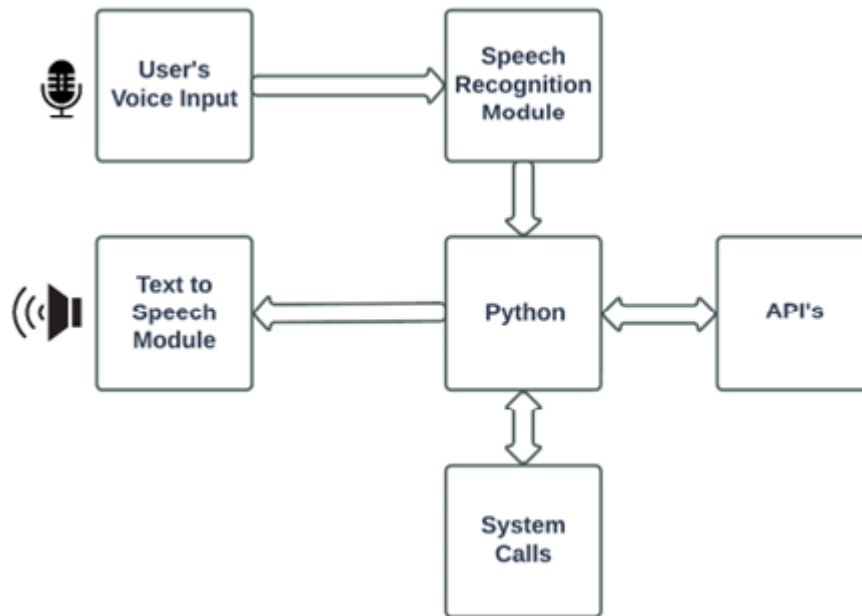 User's
Voice Input
Speech
Recognition
Module
Text to
Speech
Module
Python
API's
System
Calls